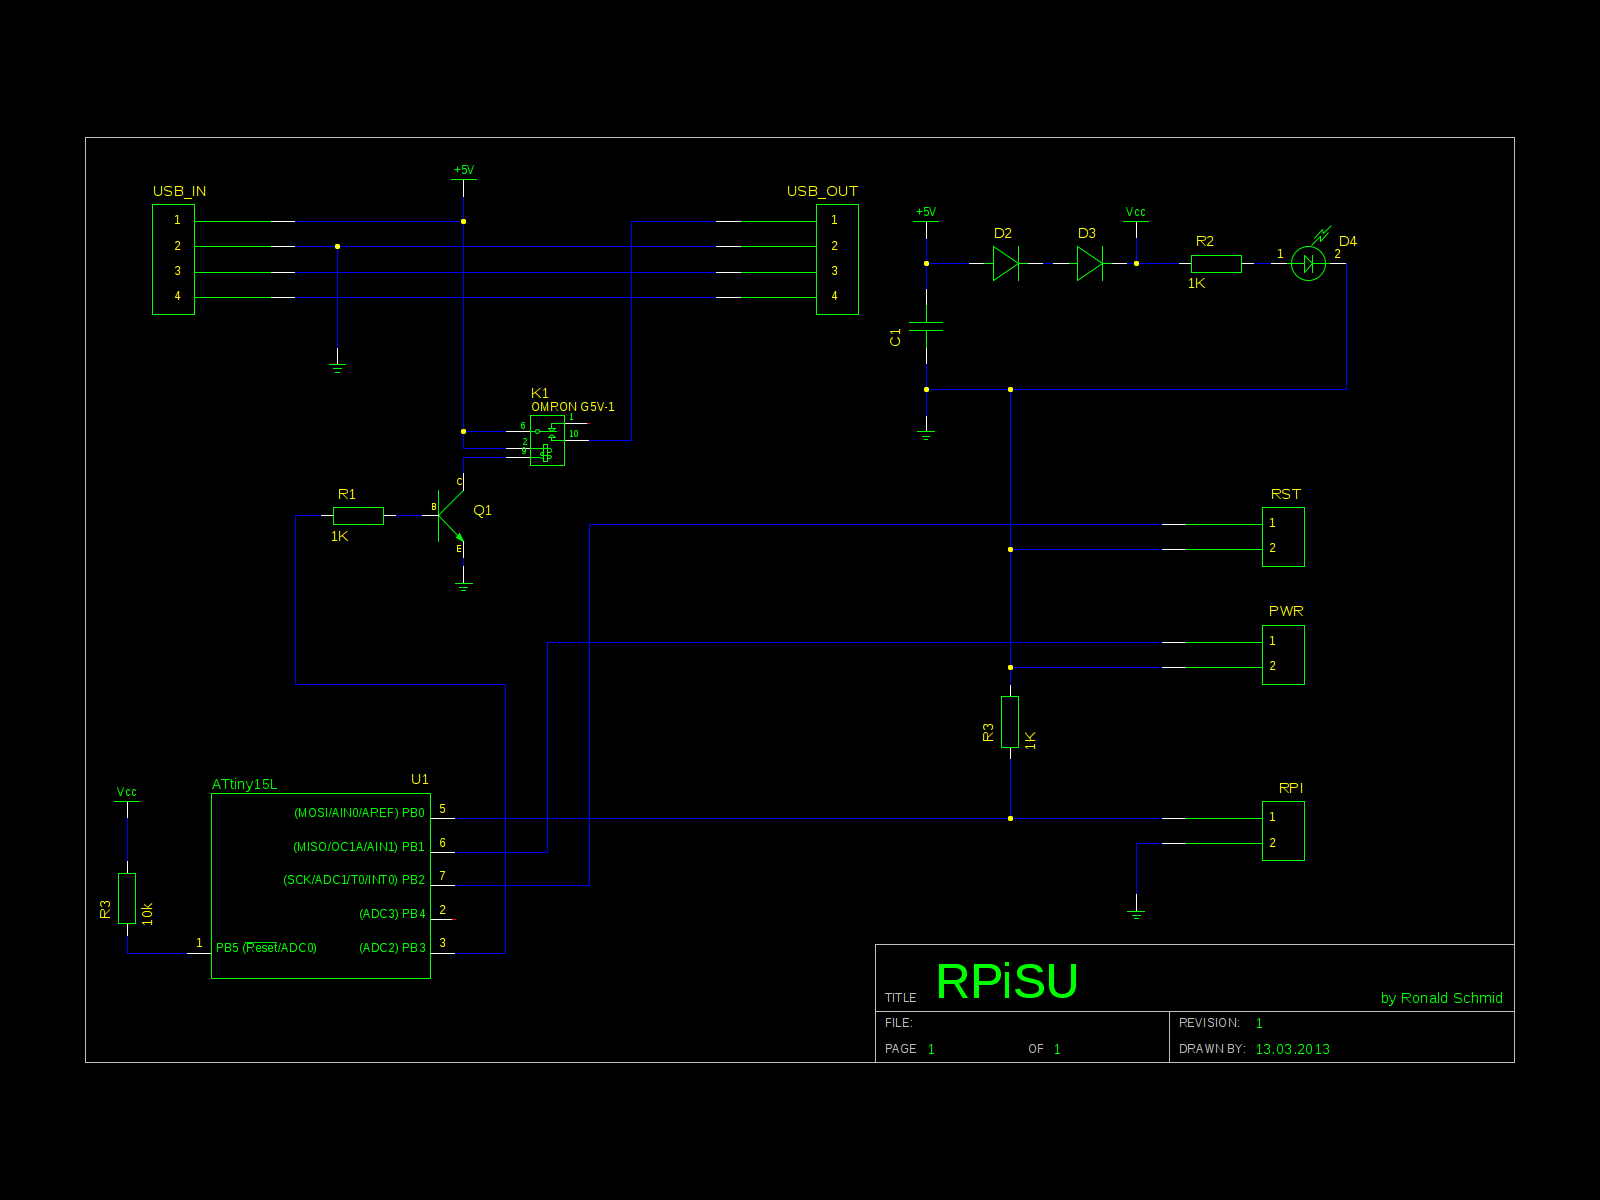 +5V
USB_IN
1
2
3
4
USB_OUT
1
2
3
4
+5V
D2
D3
Vcc
R2
1K
1
2
D4
C1
K1
OMRON G5V-1
6
2
9
1
10
R1
1K
B
C
E
Q1
RST
1
2
PWR
1
2
R3
1K
RPI
1
2
Vcc
R3
10k
ATtiny15L
U1
(MOSI/AIN0/AREF) PB0
5
(MISO/OC1A/AIN1) PB1
6
(SCK/ADC1/T0/INT0) PB2
7
(ADC3) PB4
2
1
PB5 (Reset/ADC0)
(ADC2) PB3
3
TITLE
RPiSU
by Ronald Schmid
FILE:
REVISION: 1
PAGE 1 OF 1
DRAWN BY: 13.03.2013